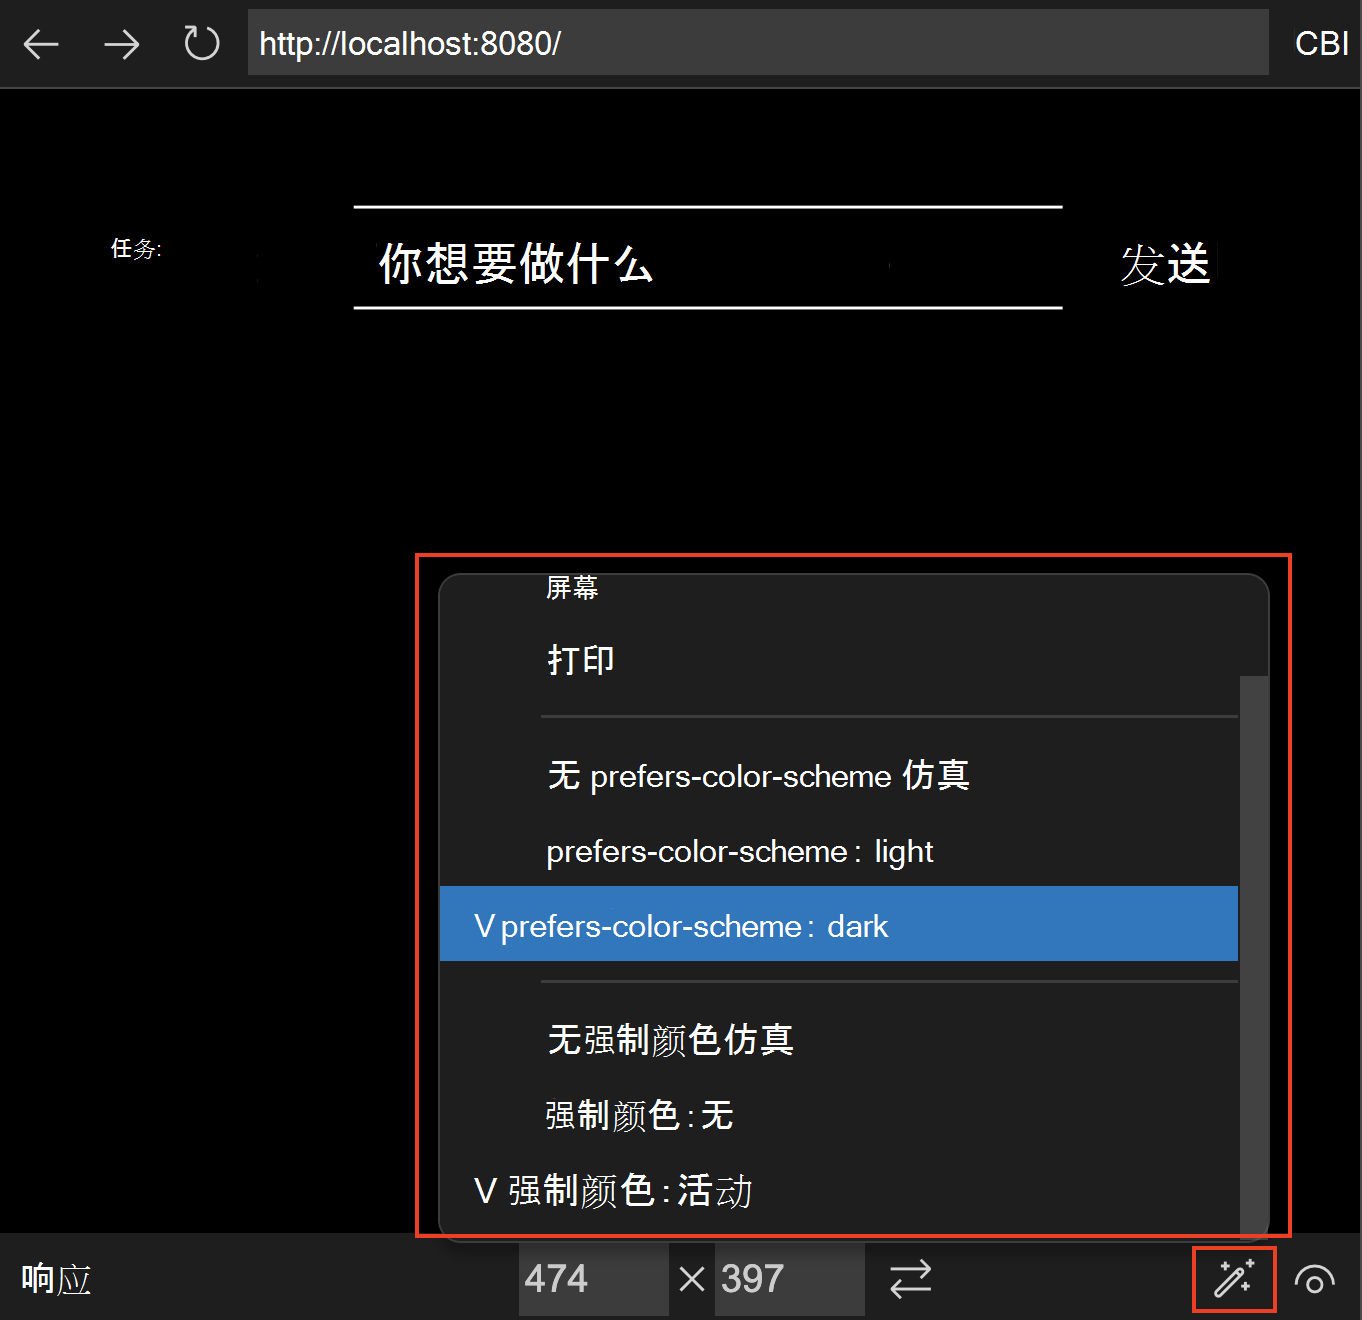 http://localhost:8080/ CBI
任务: 你想要做什么 发送
屏幕
打印
无 prefers-color-scheme 仿真
prefers-color-scheme: light
V prefers-color-scheme: dark
无强制颜色仿真
强制颜色:无
V 强制颜色:活动
响应 474 × 397